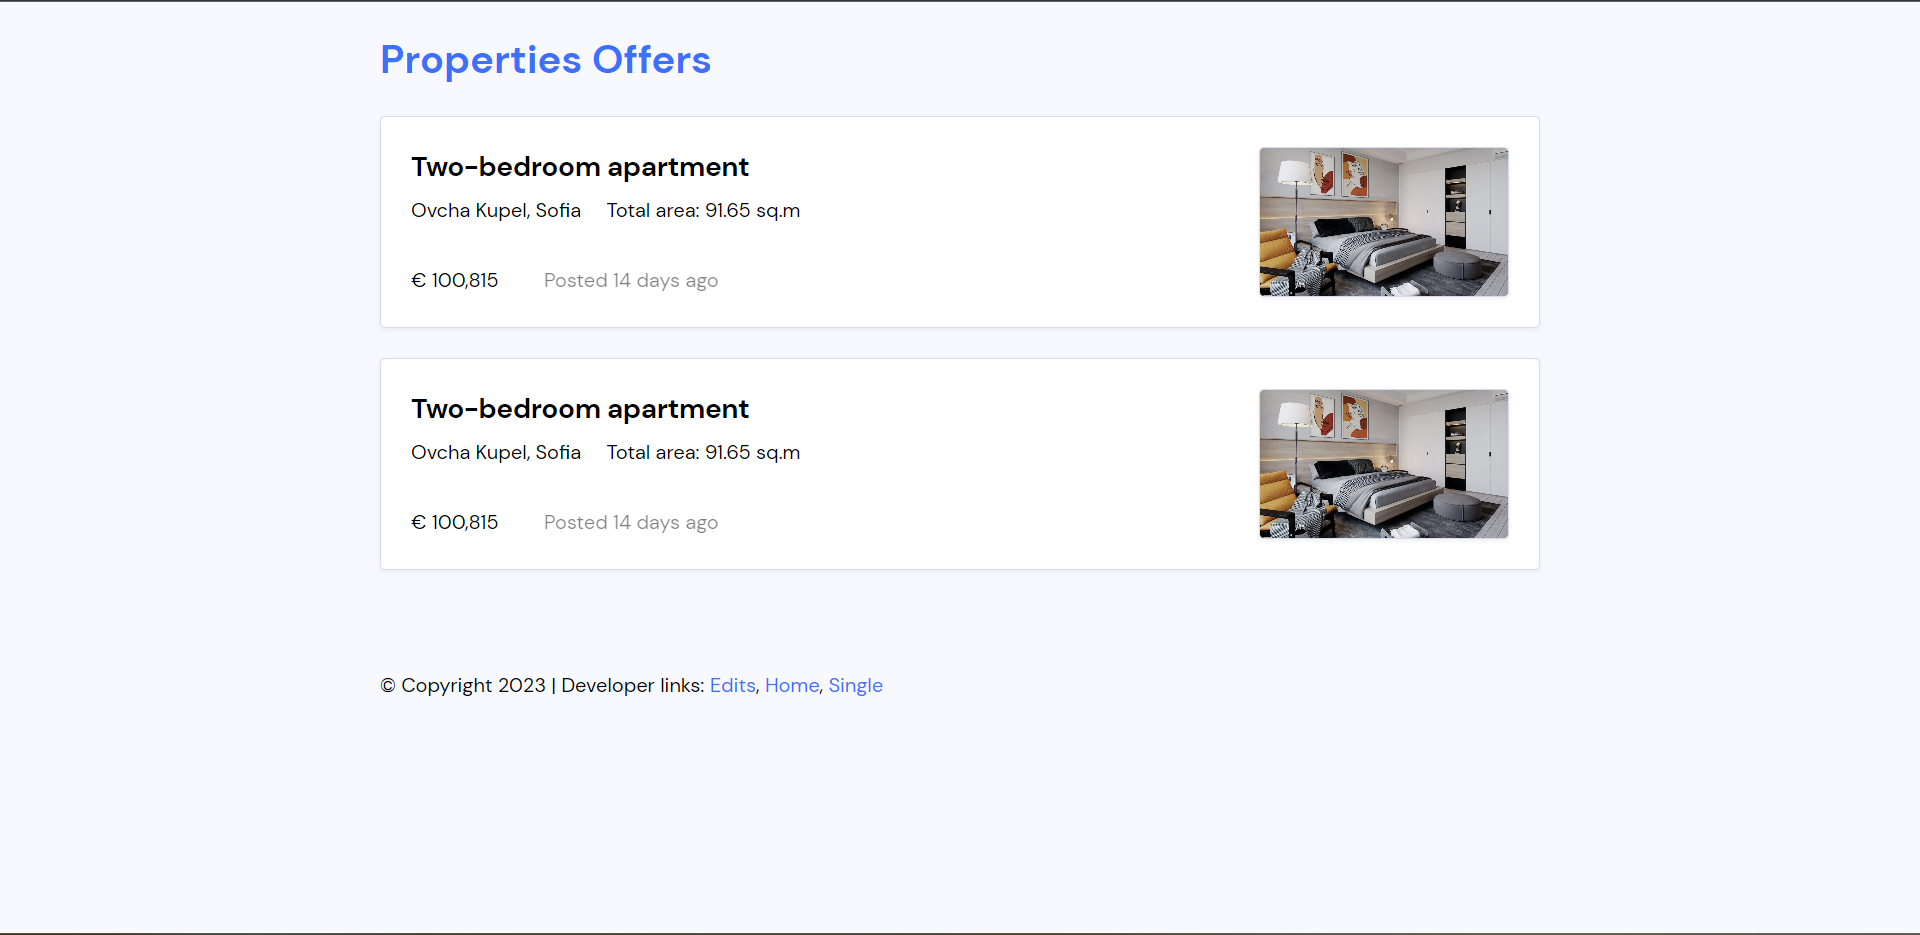 Properties Offers
Two-bedroom apartment
Ovcha Kupel, Sofia Total area: 91.65 sq.m
€ 100,815 Posted 14 days ago
Two-bedroom apartment
Ovcha Kupel, Sofia Total area: 91.65 sq.m
€ 100,815 Posted 14 days ago
© Copyright 2023 | Developer links: Edits, Home, Single